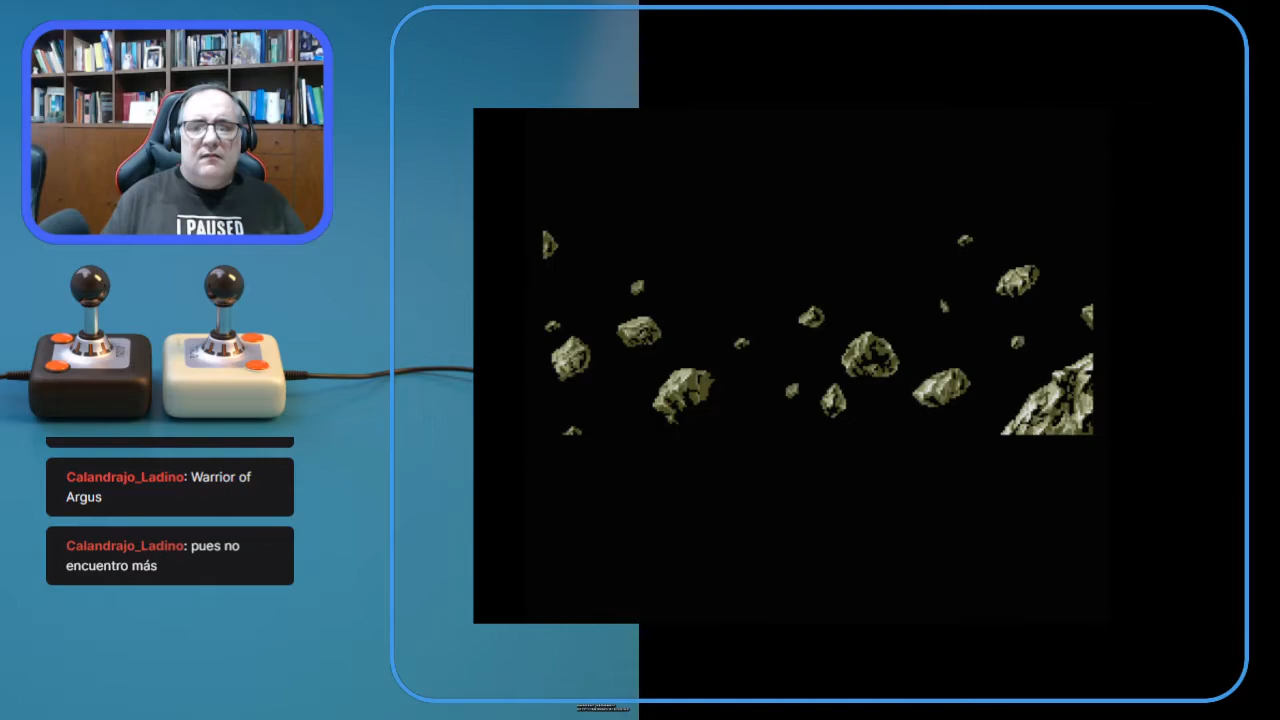 I PAUSED
Calandrajo_Ladino: Warrior of
Argus
Calandrajo_Ladino: pues no
encuentro más